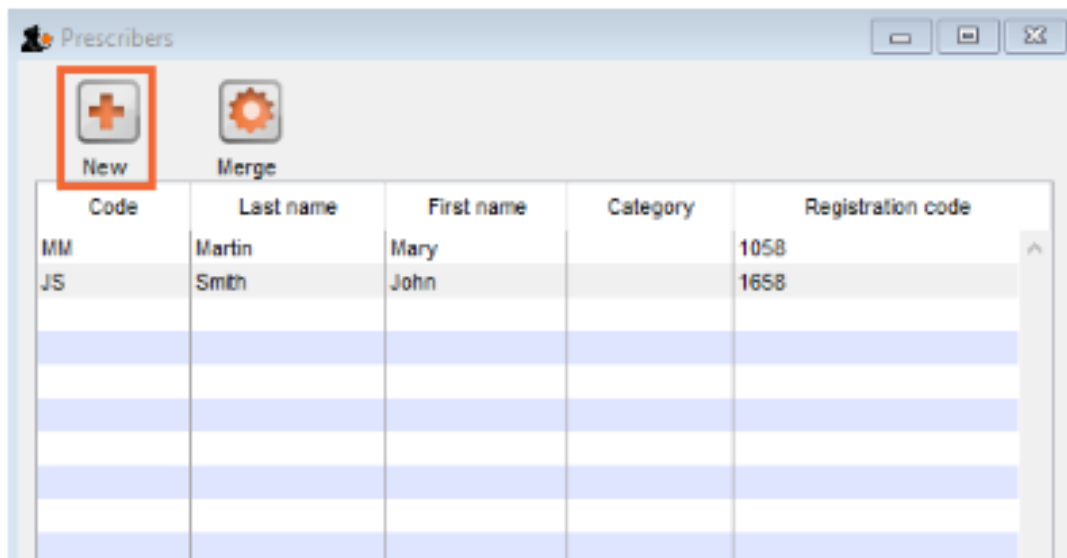 Prescribers
New Merge
Code Last name First name Category Registration code
MM Martin Mary 1058
JS Smith John 1658